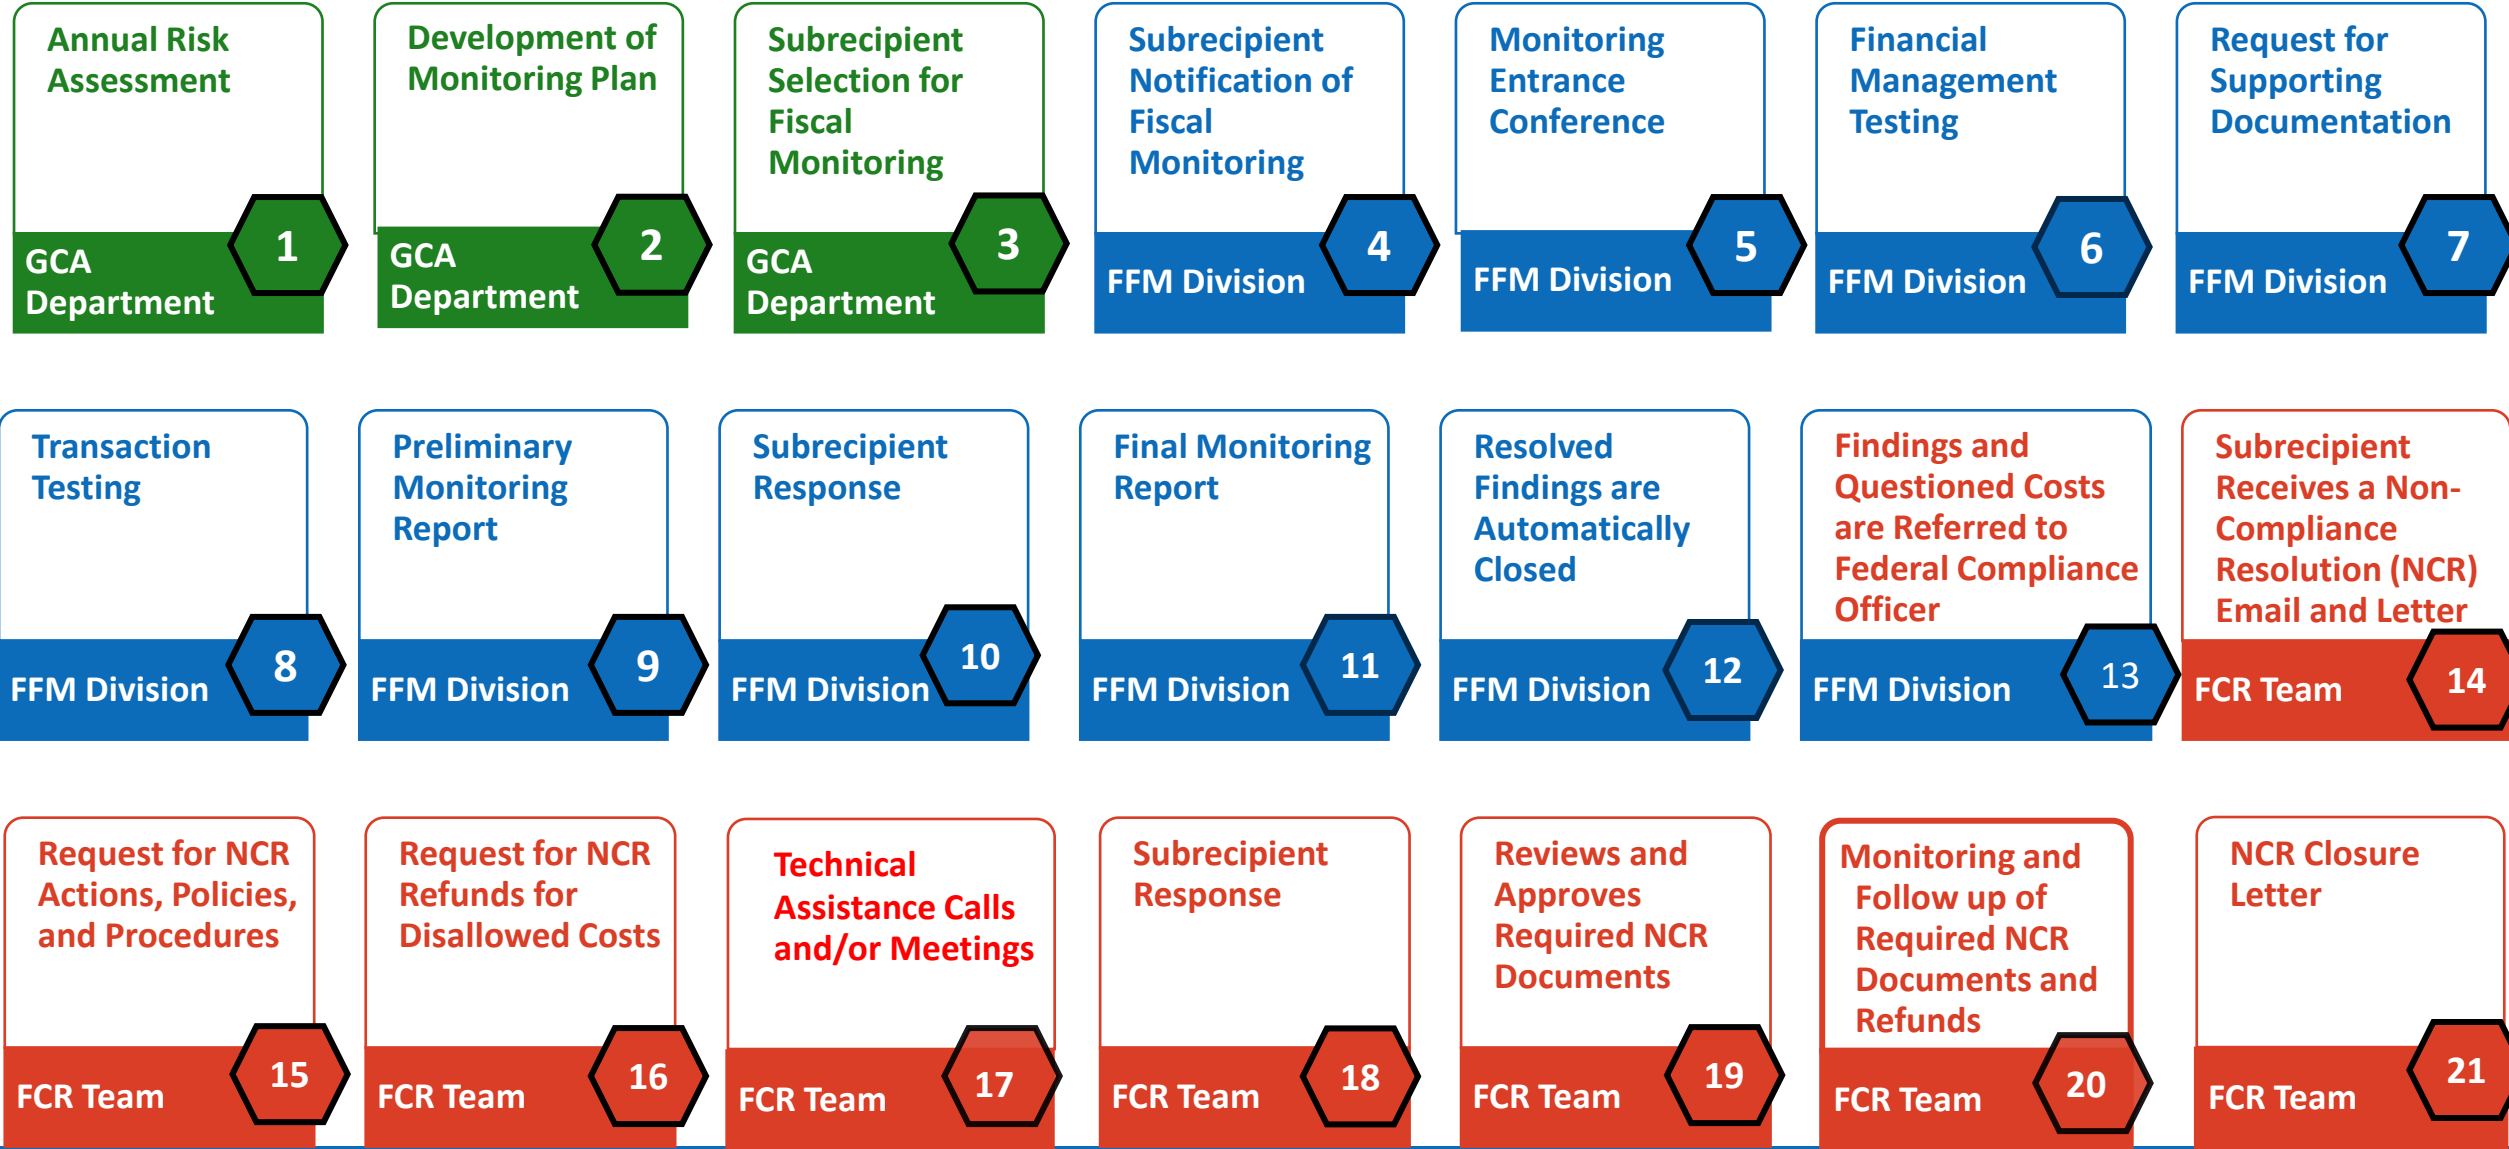 Annual Risk
Assessment
GCA
Department
1
Development of
Monitoring Plan
GCA
Department
2
Subrecipient
Selection for
Fiscal
Monitoring
GCA
Department
3
Subrecipient
Notification of
Fiscal
Monitoring
FFM Division
4
Monitoring
Entrance
Conference
FFM Division
5
Financial
Management
Testing
FFM Division
6
Request for
Supporting
Documentation
FFM Division
7
Transaction
Testing
FFM Division
8
Preliminary
Monitoring
Report
FFM Division
9
Subrecipient
Response
FFM Division
10
Final Monitoring
Report
FFM Division
11
Resolved
Findings are
Automatically
Closed
FFM Division
12
Findings and
Questioned Costs
are Referred to
Federal Compliance
Officer
FFM Division
13
Subrecipient
Receives a Non-
Compliance
Resolution (NCR)
Email and Letter
FCR Team
14
Request for NCR
Actions, Policies,
and Procedures
FCR Team
15
Request for NCR
Refunds for
Disallowed Costs
FCR Team
16
Technical
Assistance Calls
and/or Meetings
FCR Team
17
Subrecipient
Response
FCR Team
18
Reviews and
Approves
Required NCR
Documents
FCR Team
19
Monitoring and
Follow up of
Required NCR
Documents and
Refunds
FCR Team
20
NCR Closure
Letter
FCR Team
21